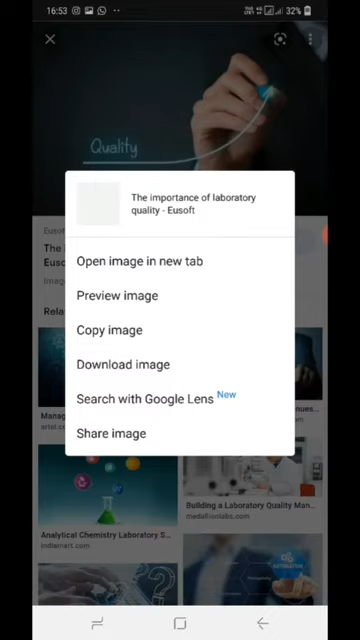 16:53
32%
Quality
The importance of laboratory
quality - Eusoft
Eusoft
The
Open image in new tab
Euso
Preview image
Rela
Copy image
Download image
Search with Google Lens New
Manag
Share image
Analytical Chemistry Laboratory S...
indiamart.com
Building a Laboratory Quality Man...
medallionlabs.com
AUTOMATION